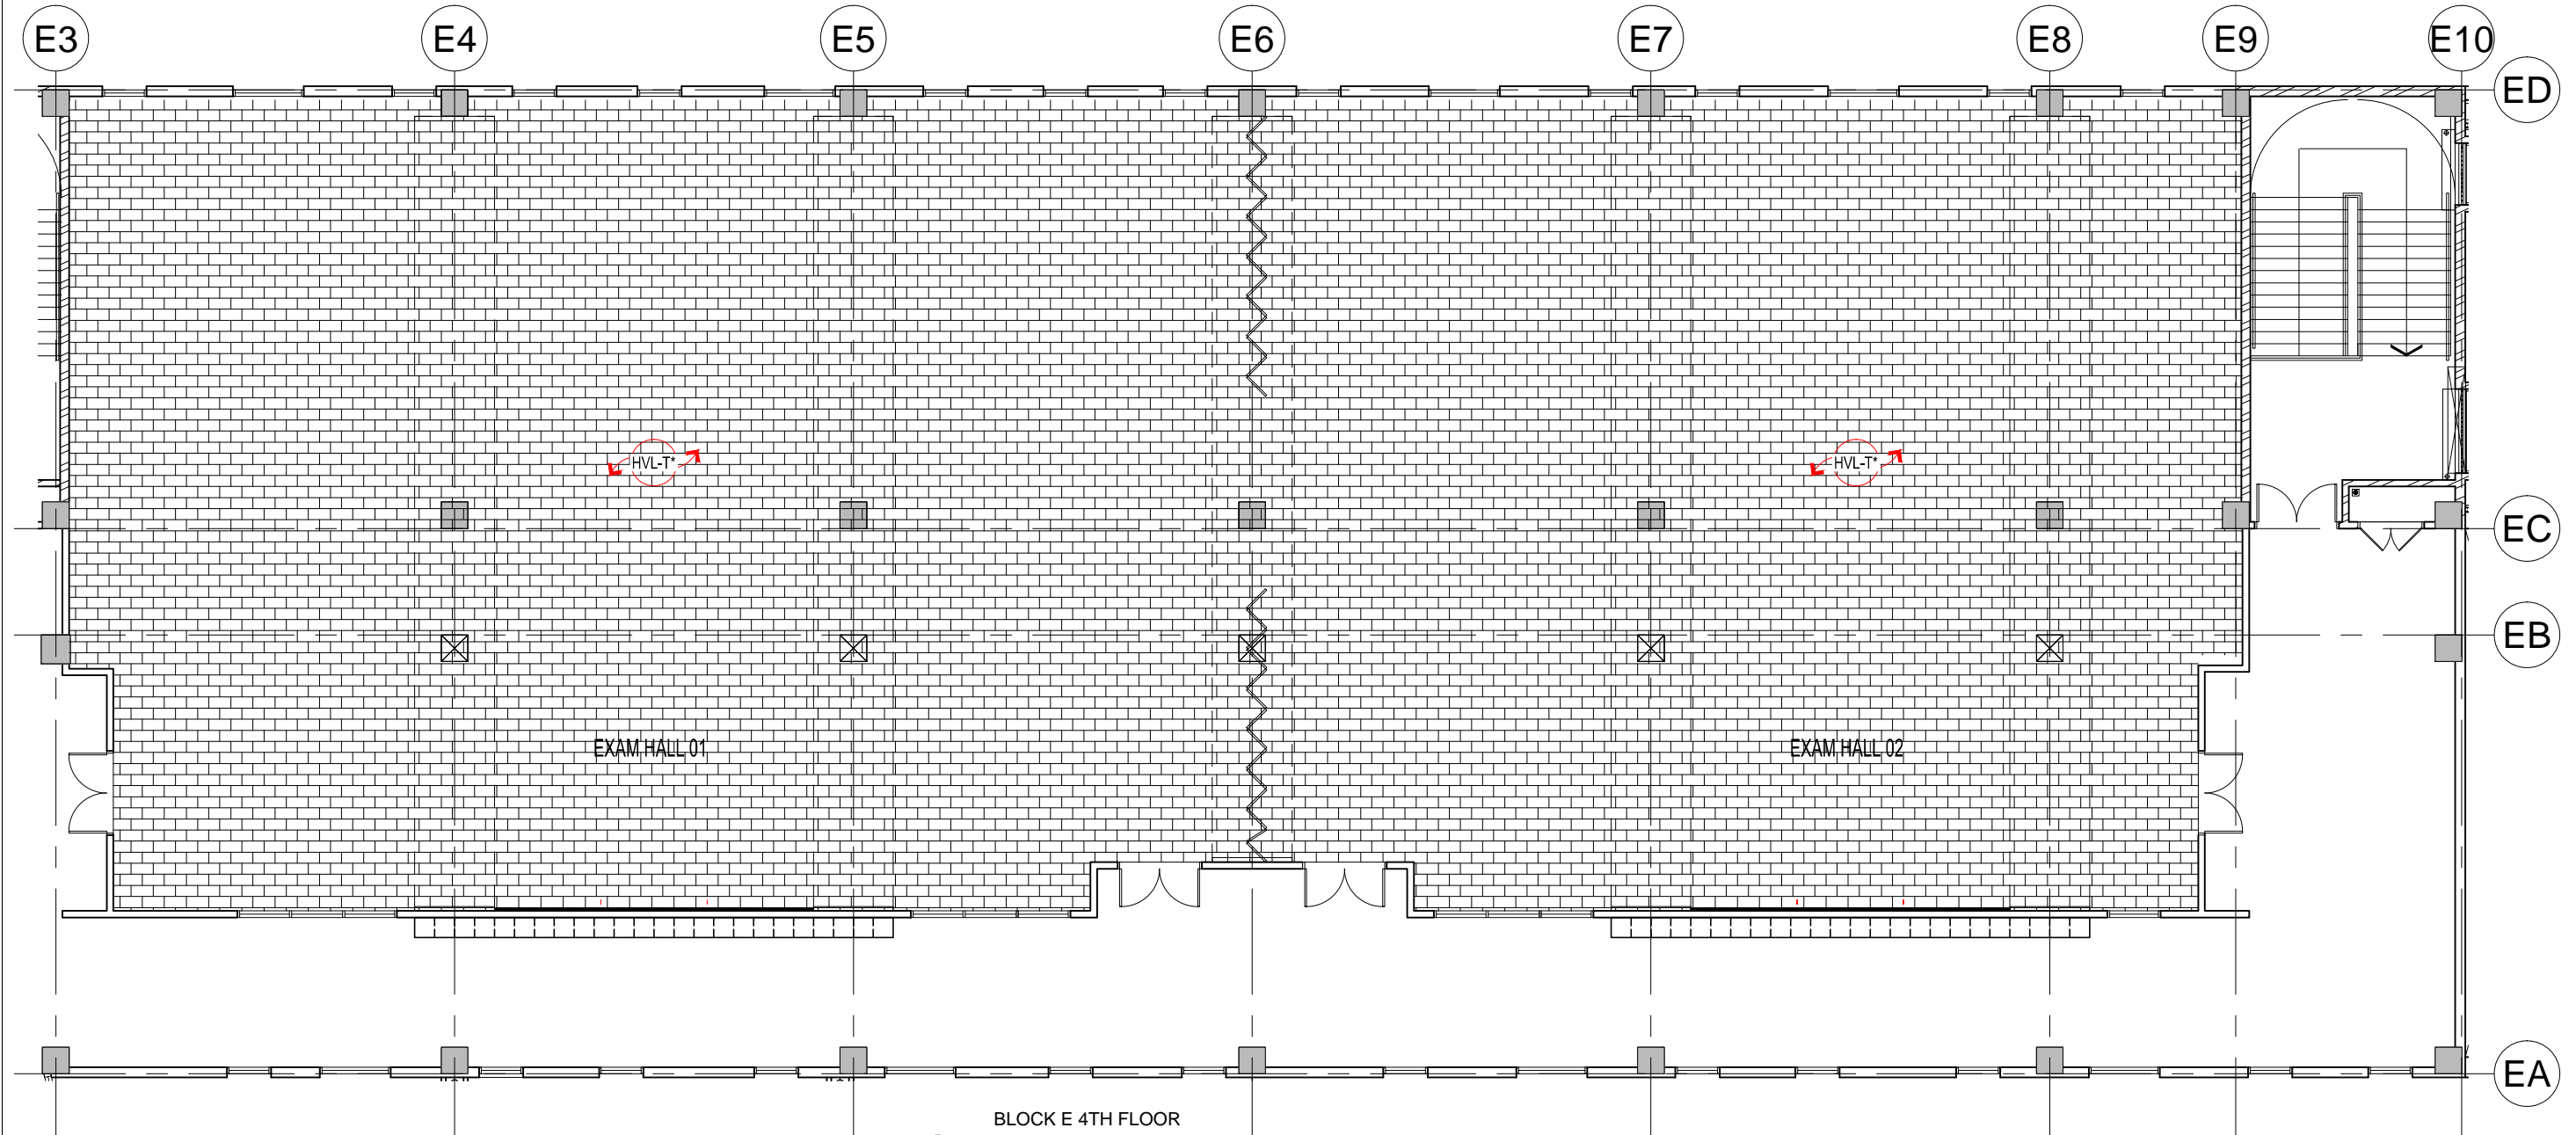 E3 E4 E5 E6 E7 E8 E9 E10
ED
HVL-T* HVL-T*
EC
EB
EXAM HALL 01 EXAM HALL 02
EA
BLOCK E 4TH FLOOR